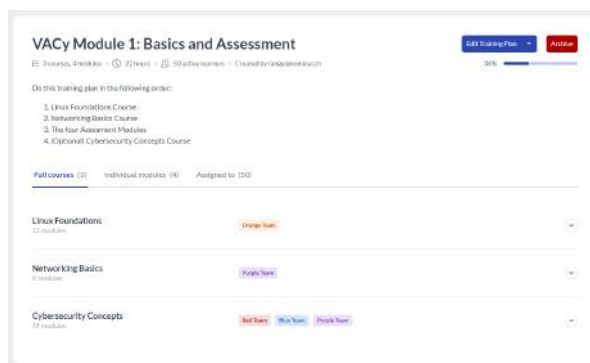 VACy Module 1: Basics and Assessment
Edit Training Plan
Archive
3 courses, 4 modules • 22 hours • 50 active learners • Created by
34%
Do this training plan in the following order:
1. Linux Foundations Course
2. Networking Basics Course
3. The four Assessment Modules
4. (Optional) Cybersecurity Concepts Course
Full courses (3)
Individual modules (4)
Assigned to (50)
Linux Foundations
Orange Team
12 modules
Networking Basics
Purple Team
modules
Cybersecurity Concepts
Red Team
Blue Team
Purple Team
19 modules